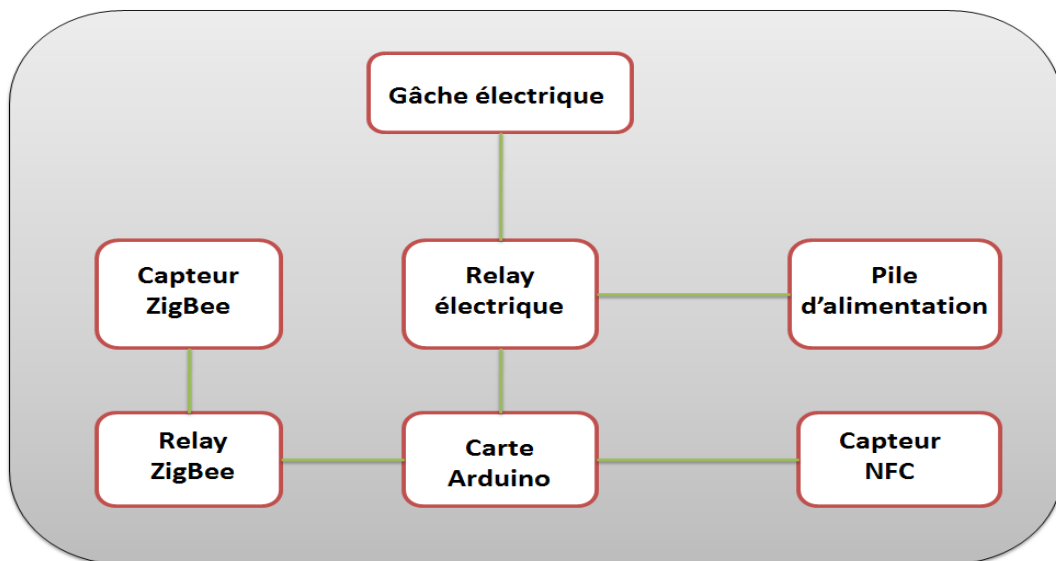 Gâche électrique
Capteur
ZigBee
Relay
électrique
Pile
d’alimentation
Relay
ZigBee
Carte
Arduino
Capteur
NFC